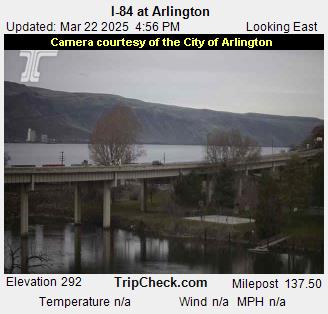 I-84 at Arlington
Updated: Mar 22 2025 4:56 PM Looking East
Camera courtesy of the City of Arlington
Elevation 292 TripCheck.com Milepost 137.50
Temperature n/a Wind n/a MPH n/a